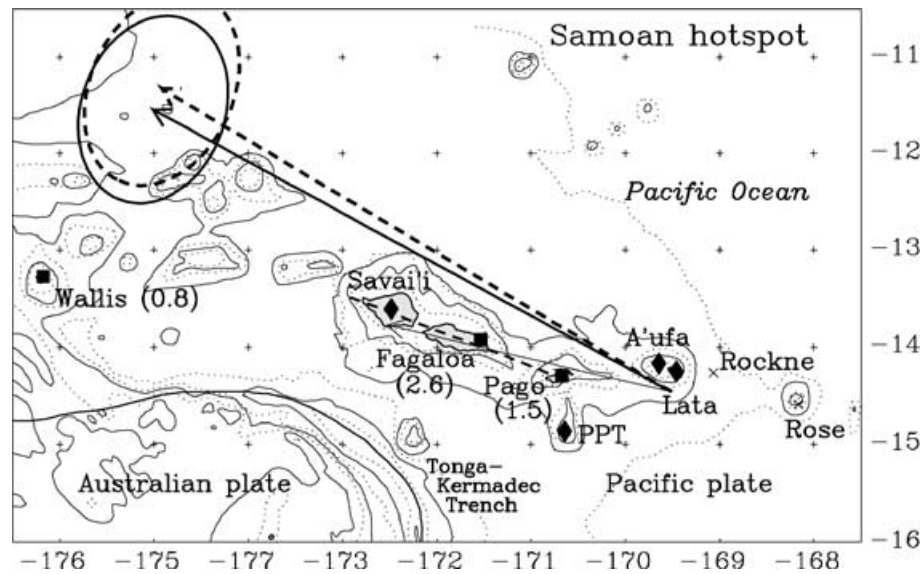 Samoan hotspot
-11
-12
Pacific Ocean
-13
Savai'i
Wallis (0.8)
A'ufa
-14
Fagaloa
(2.6)
Pago
(1.5)
Rockne
Lata
PPT
Rose
-15
Australian plate
Tonga-
Kermadec
Trench
Pacific plate
-16
-176 -175 -174 -173 -172 -171 -170 -169 -168